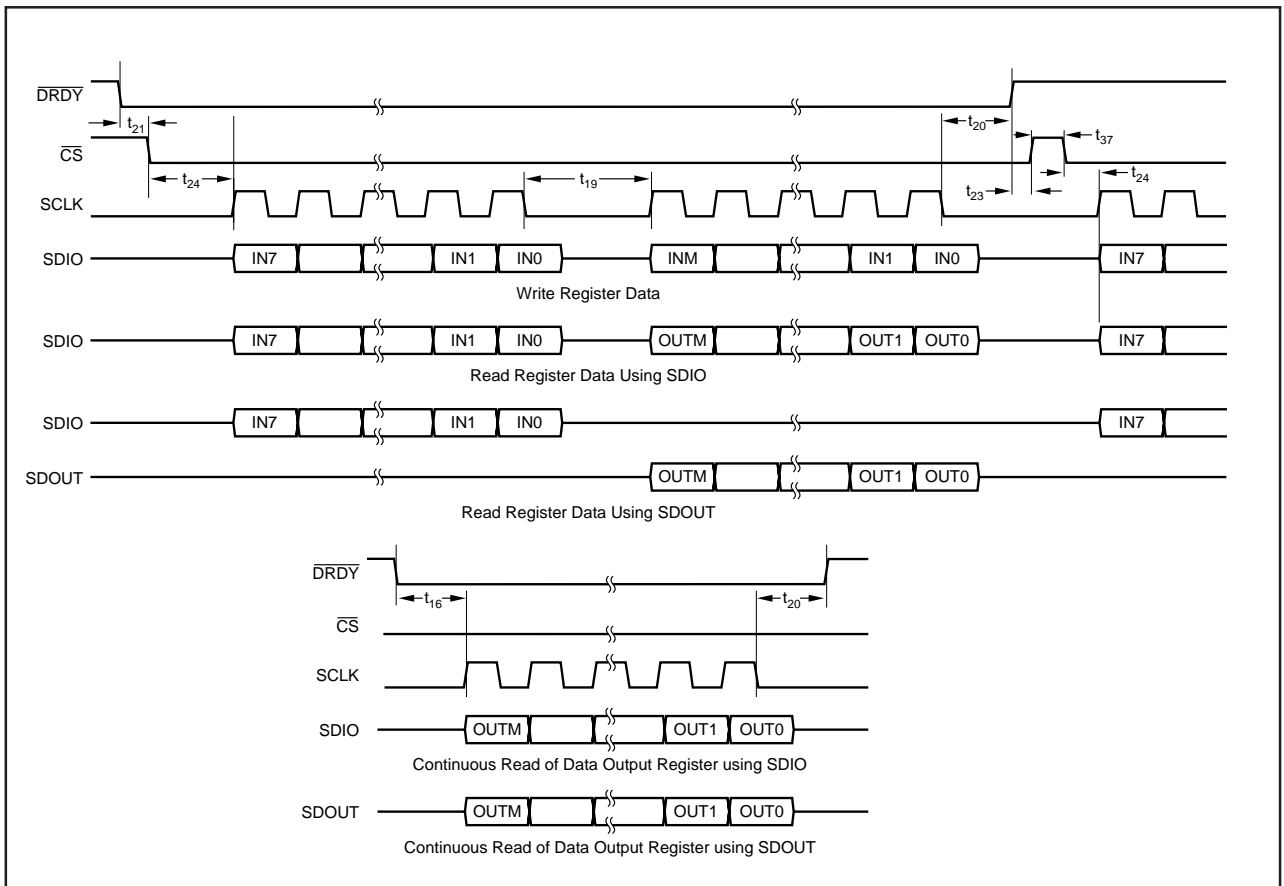 DRDY
t21
t20
t37
CS
t24
t19
t23
t24
SCLK
SDIO IN7 IN1 IN0 INM IN1 IN0 IN7
Write Register Data
SDIO IN7 IN1 IN0 OUTM OUT1 OUT0 IN7
Read Register Data Using SDIO
SDIO IN7 IN1 IN0 IN7
SDOUT OUTM OUT1 OUT0
Read Register Data Using SDOUT
DRDY
t16
t20
CS
SCLK
SDIO OUTM OUT1 OUT0
Continuous Read of Data Output Register using SDIO
SDOUT OUTM OUT1 OUT0
Continuous Read of Data Output Register using SDOUT